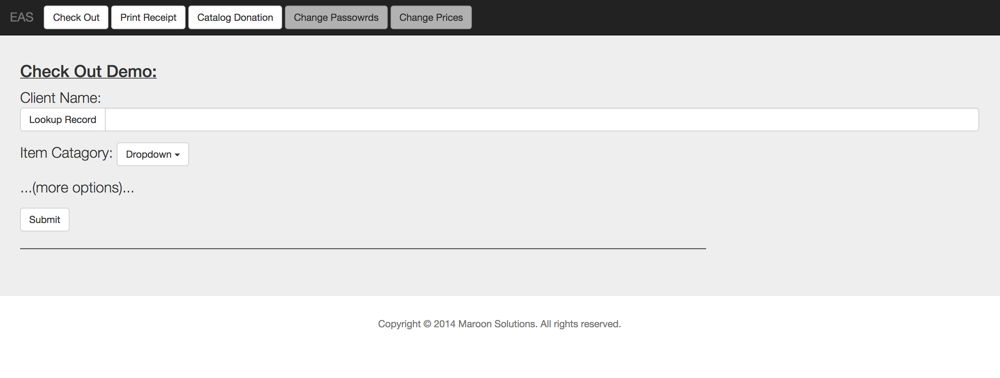 EAS Check Out Print Receipt Catalog Donation Change Passowrds Change Prices
Check Out Demo:
Client Name:
Lookup Record
Item Catagory: Dropdown
...(more options)...
Submit
Copyright © 2014 Maroon Solutions. All rights reserved.